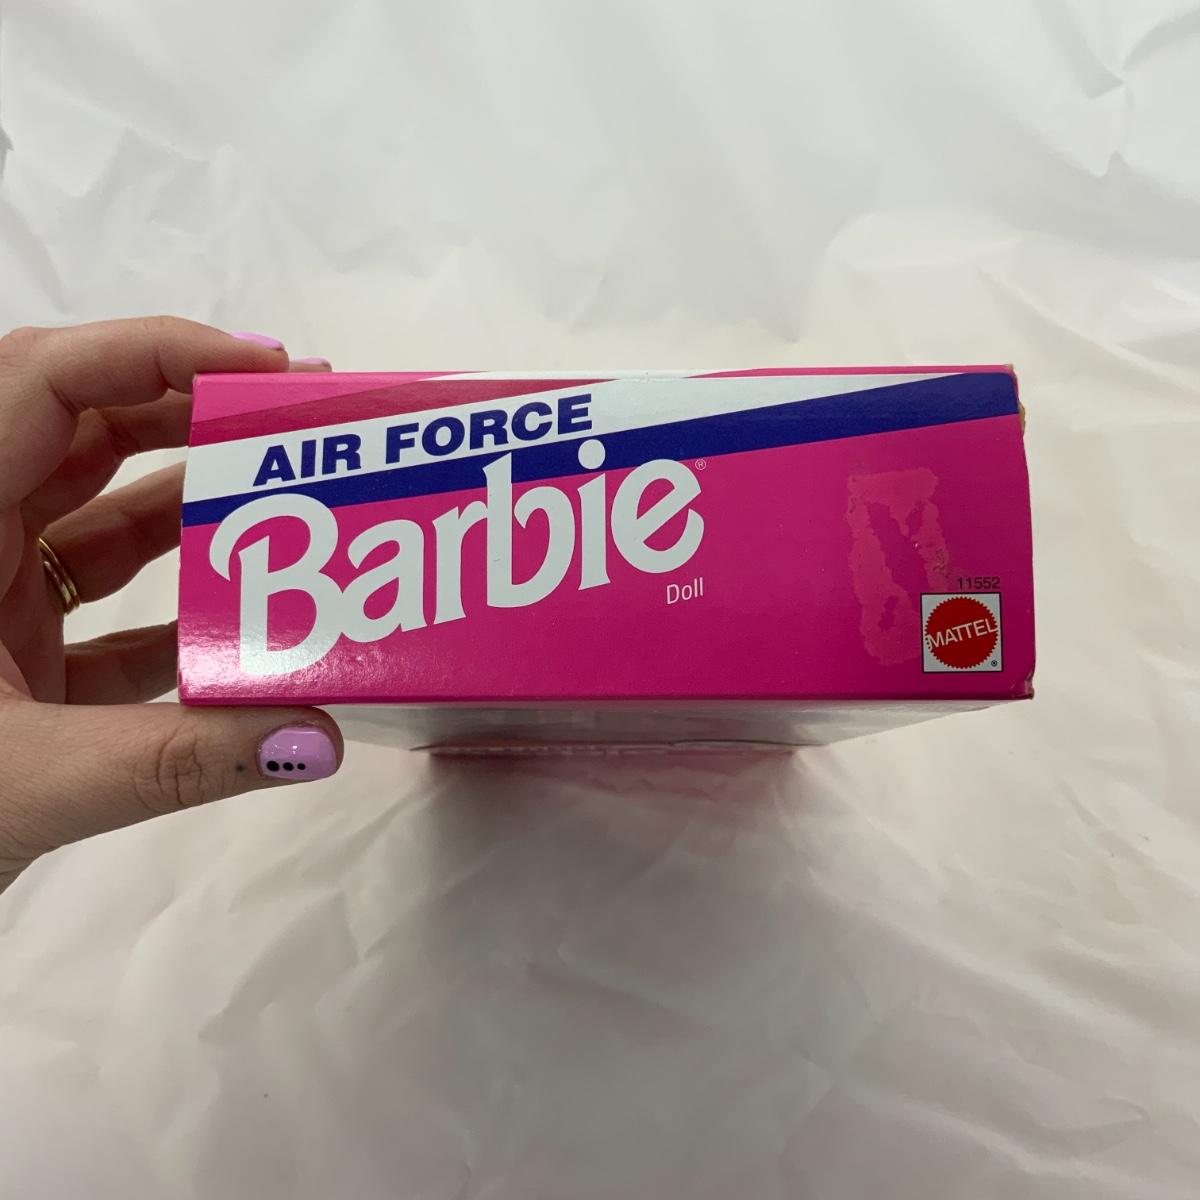 AIR FORCE
Barbie®
Doll
11552
MATTEL®